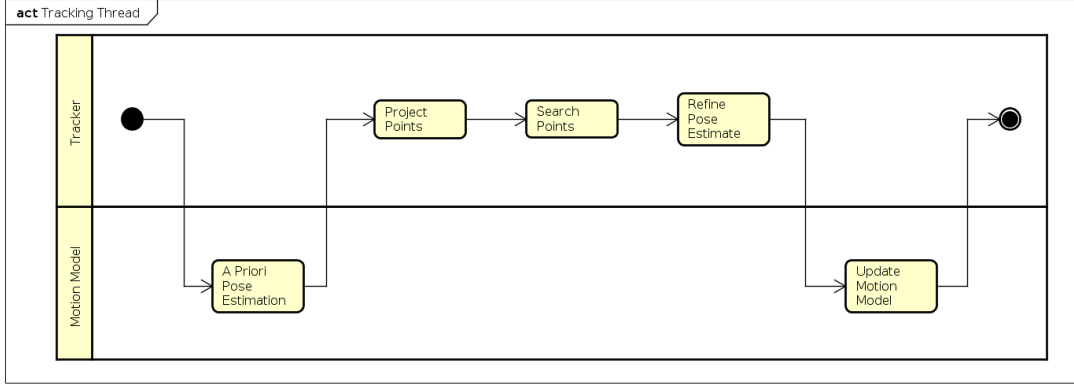 act Tracking Thread
Tracker
Project
Points
Search
Points
Refine
Pose
Estimate
Motion Model
A Priori
Pose
Estimation
Update
Motion
Model